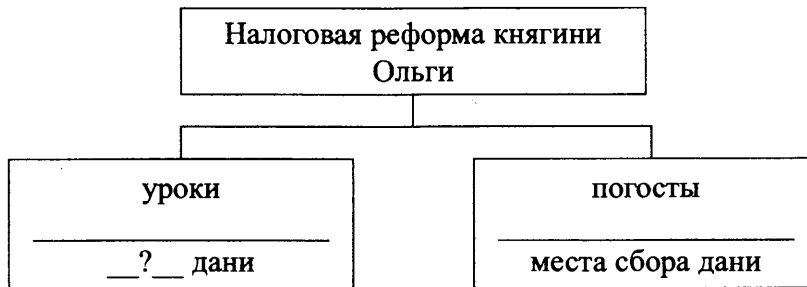 Налоговая реформа княгини
Ольги
уроки
__?__ дани
погосты
места сбора дани